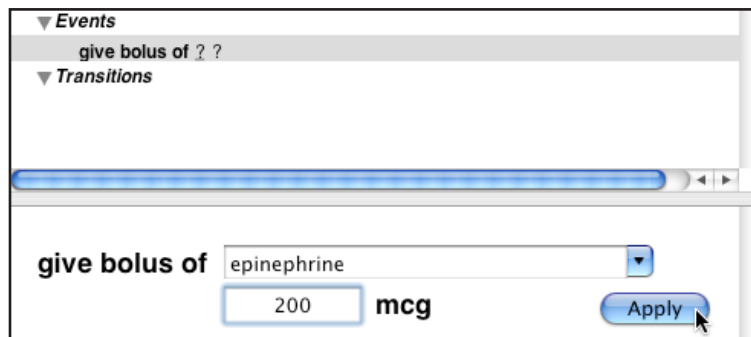 Events
give bolus of ? ?
Transitions
give bolus of epinephrine
200 mcg Apply